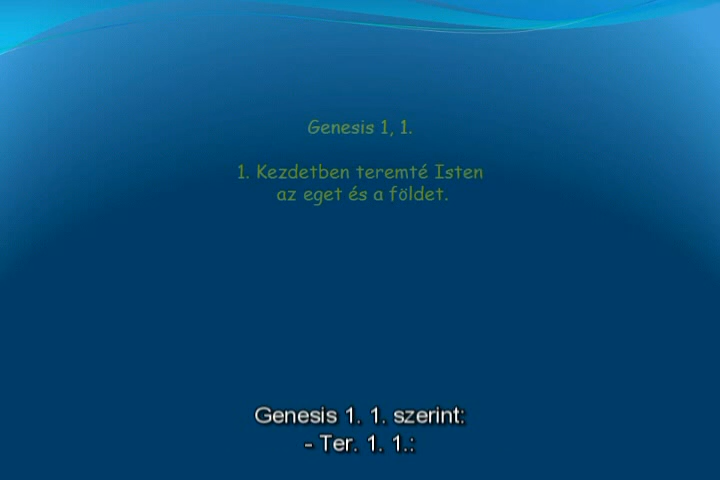 Genesis 1, 1.
1. Kezdetben teremté Isten
az eget és a földet.
Genesis 1. 1. szerint:
- Ter. 1. 1.: